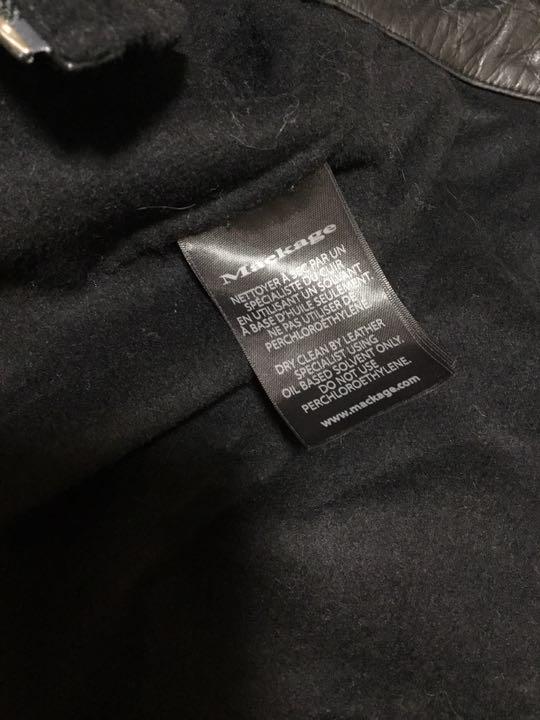 Mackage
NETTOYER À SEC PAR UN
SPÉCIALISTE DU CUIR
EN UTILISANT UN SOLVANT
À BASE D'HUILE SEULEMENT.
NE PAS UTILISER DE
PERCHLOROETHYLENE.
DRY CLEAN BY LEATHER
SPECIALIST USING
OIL BASED SOLVENT ONLY.
DO NOT USE
PERCHLOROETHYLENE.
www.mackage.com